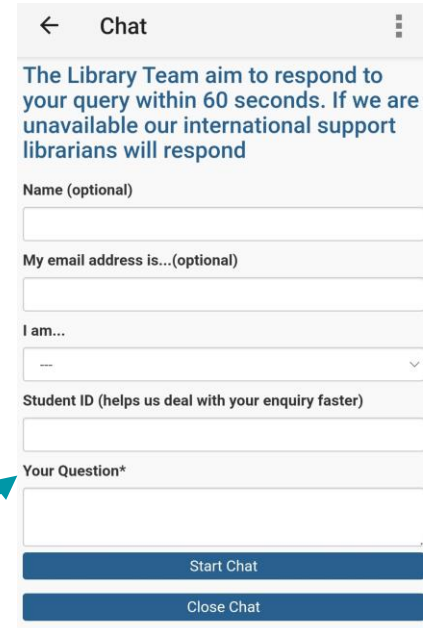 Chat
The Library Team aim to respond to
your query within 60 seconds. If we are
unavailable our international support
librarians will respond
Name (optional)
My email address is...(optional)
I am...
---
Student ID (helps us deal with your enquiry faster)
Your Question*
Start Chat
Close Chat